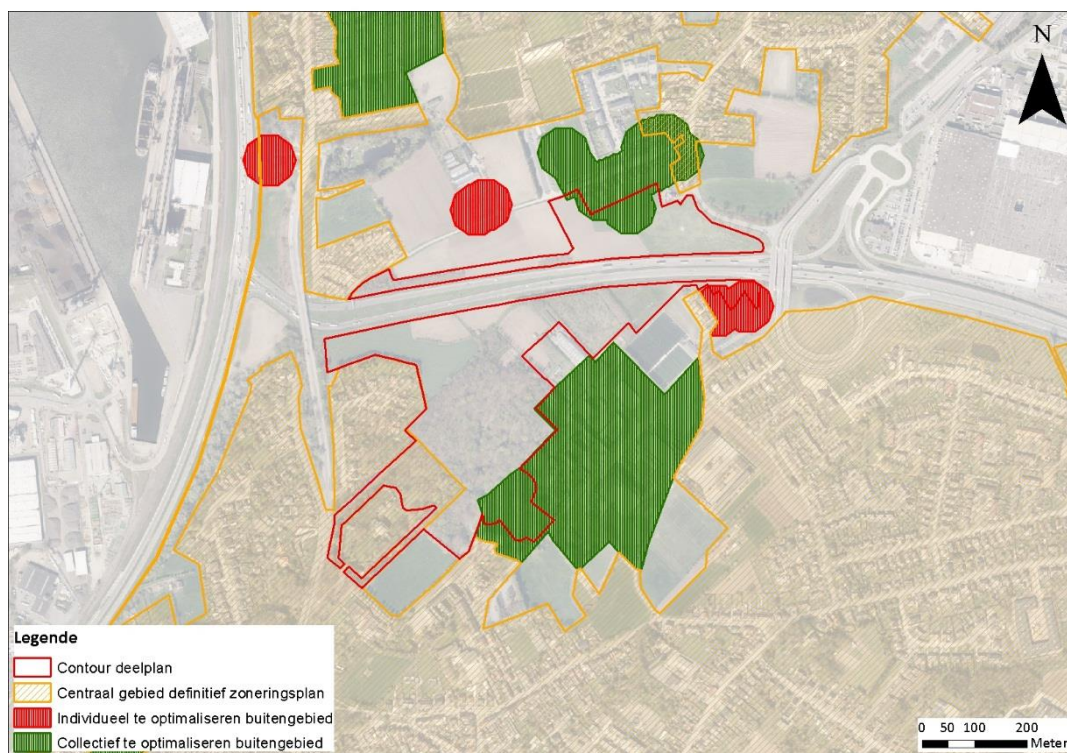 N
Legende
Contour deelplan
Centraal gebied definitief zoneringsplan
Individueel te optimaliseren buitengebied
Collectief te optimaliseren buitengebied
0 50 100 200
Meter